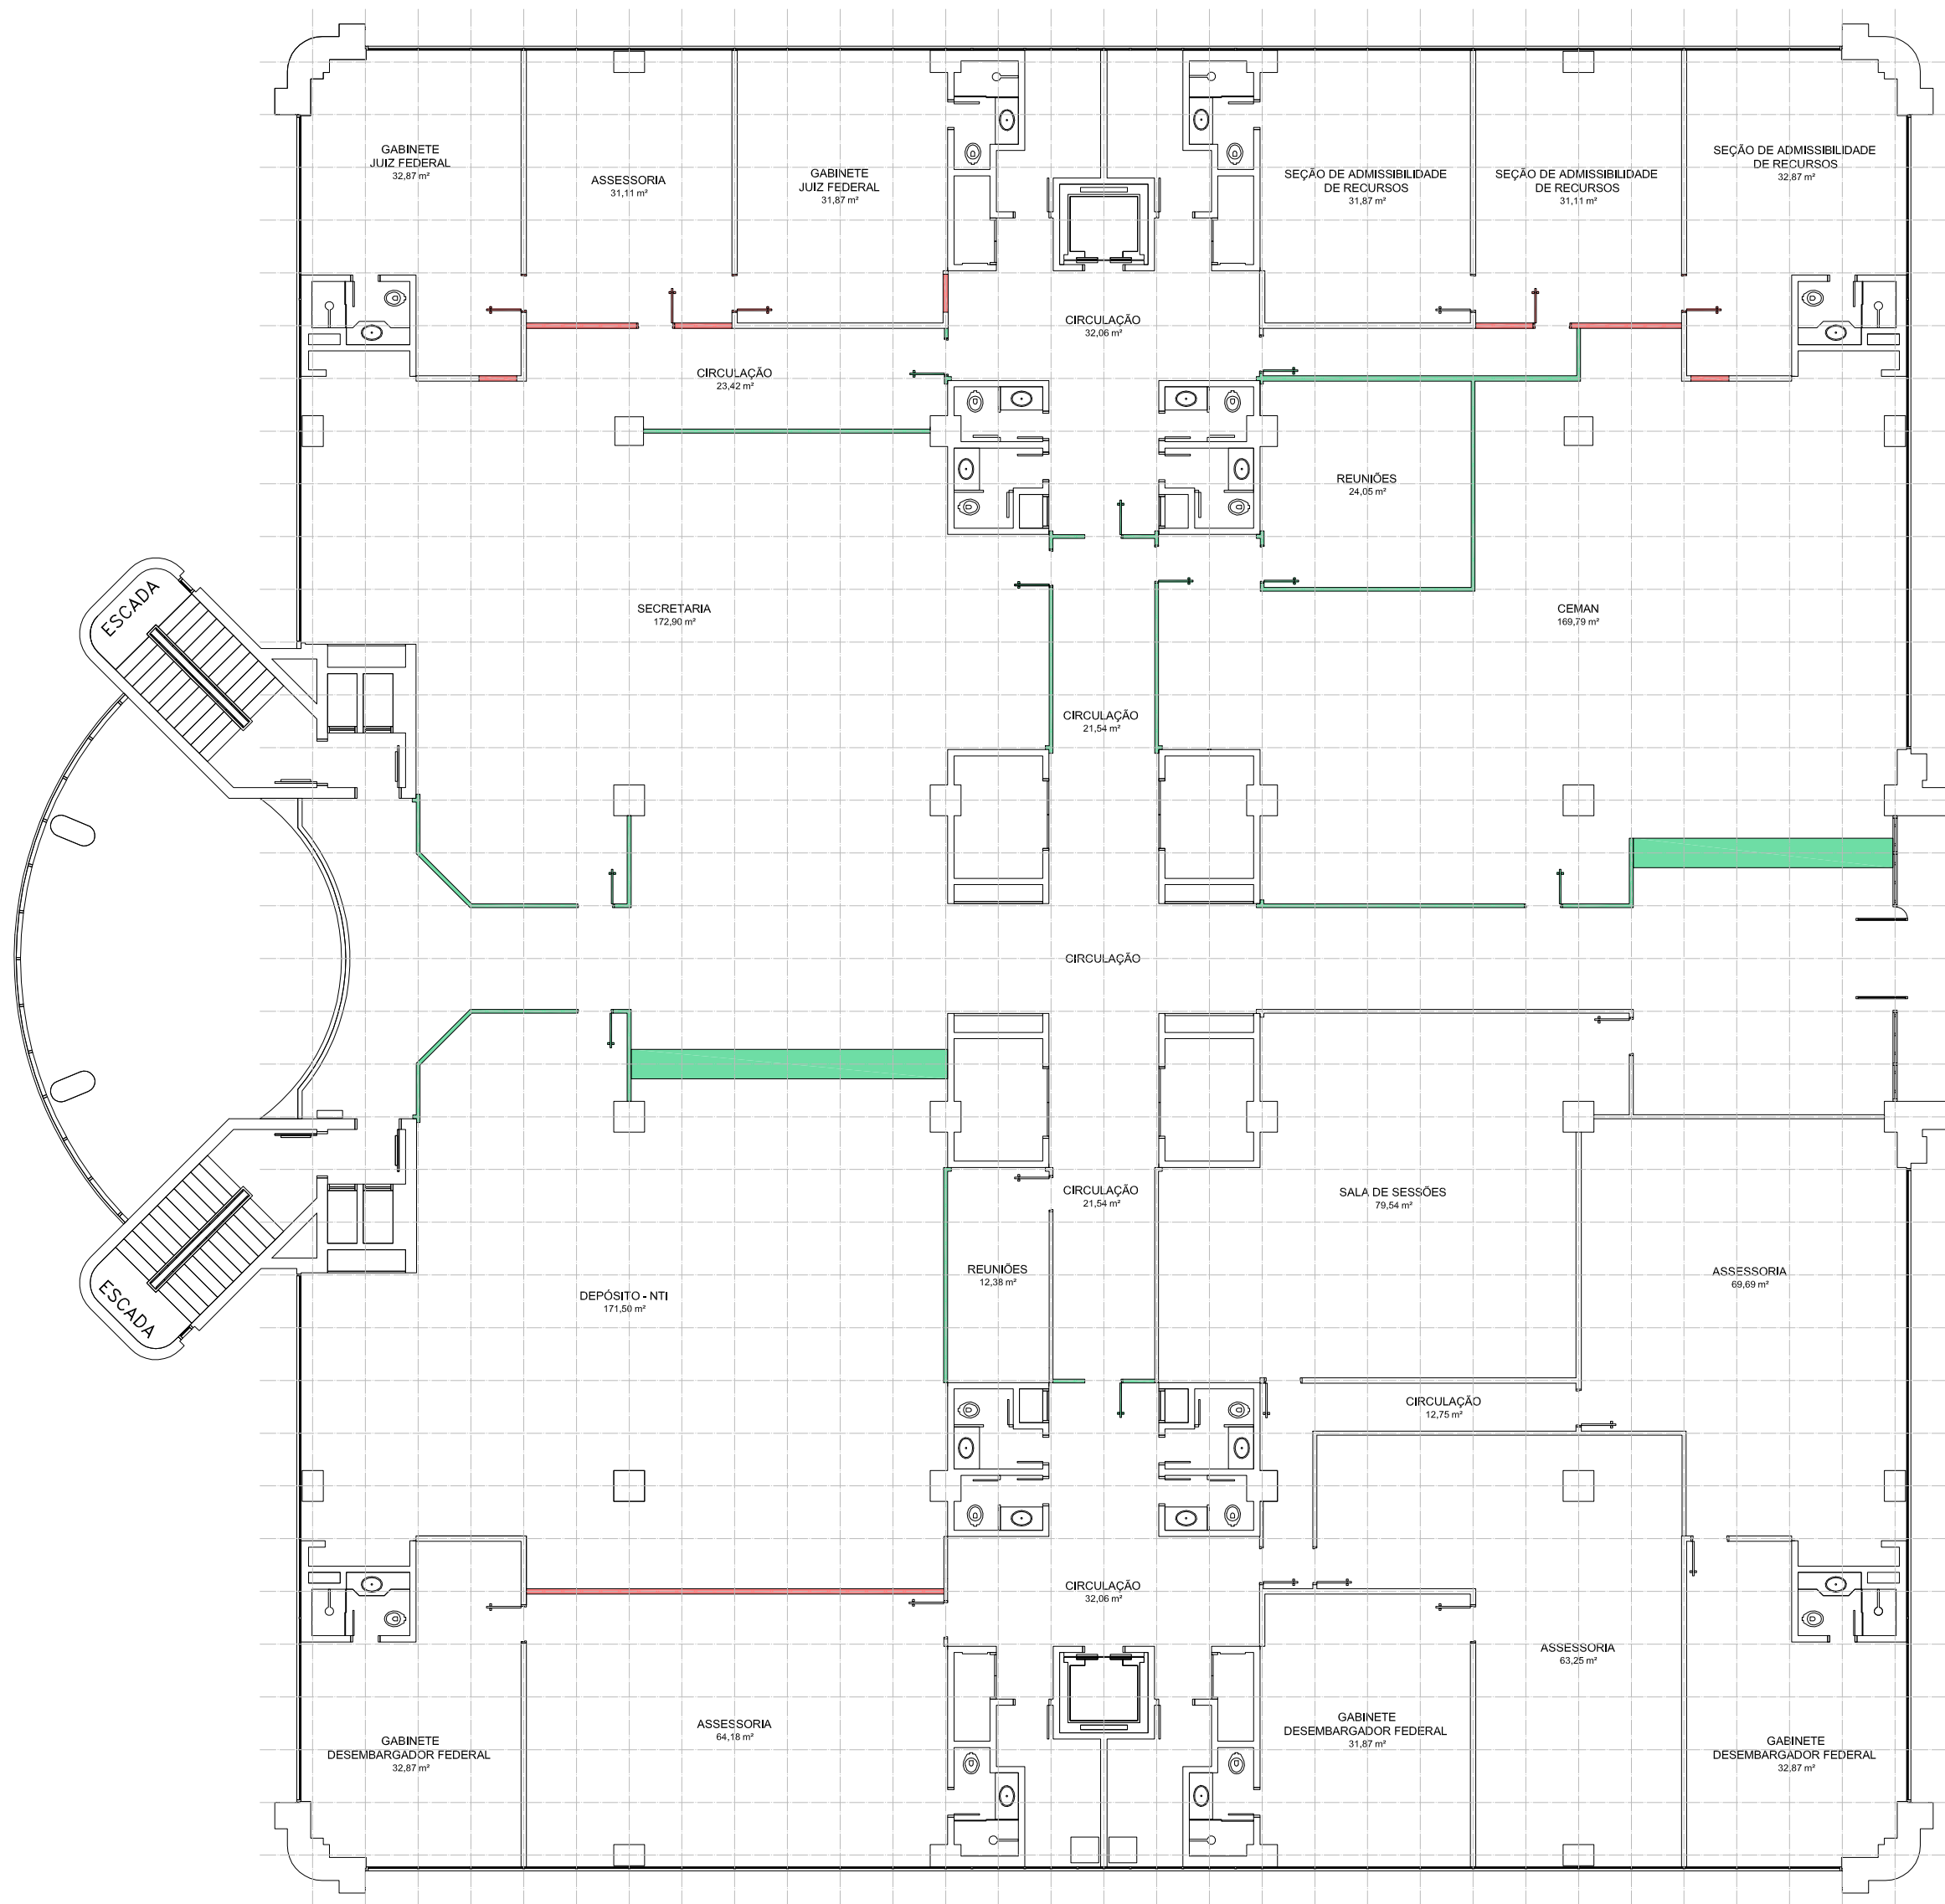 GABINETE
JUIZ FEDERAL
32,87 m²
ASSESSORIA
31,11 m²
GABINETE
JUIZ FEDERAL
31,87 m²
SEÇÃO DE ADMISSIBILIDADE
DE RECURSOS
31,87 m²
SEÇÃO DE ADMISSIBILIDADE
DE RECURSOS
31,11 m²
SEÇÃO DE ADMISSIBILIDADE
DE RECURSOS
32,87 m²
CIRCULAÇÃO
32,06 m²
CIRCULAÇÃO
23,42 m²
REUNIÕES
24,05 m²
ESCADA
SECRETARIA
172,90 m²
CEMAN
169,79 m²
CIRCULAÇÃO
21,54 m²
CIRCULAÇÃO
CIRCULAÇÃO
21,54 m²
SALA DE SESSÕES
79,54 m²
REUNIÕES
12,38 m²
ASSESSORIA
69,69 m²
DEPÓSITO - NTI
171,50 m²
ESCADA
CIRCULAÇÃO
12,75 m²
CIRCULAÇÃO
32,06 m²
ASSESSORIA
63,25 m²
GABINETE
DESEMBARGADOR FEDERAL
32,87 m²
ASSESSORIA
64,18 m²
GABINETE
DESEMBARGADOR FEDERAL
31,87 m²
GABINETE
DESEMBARGADOR FEDERAL
32,87 m²